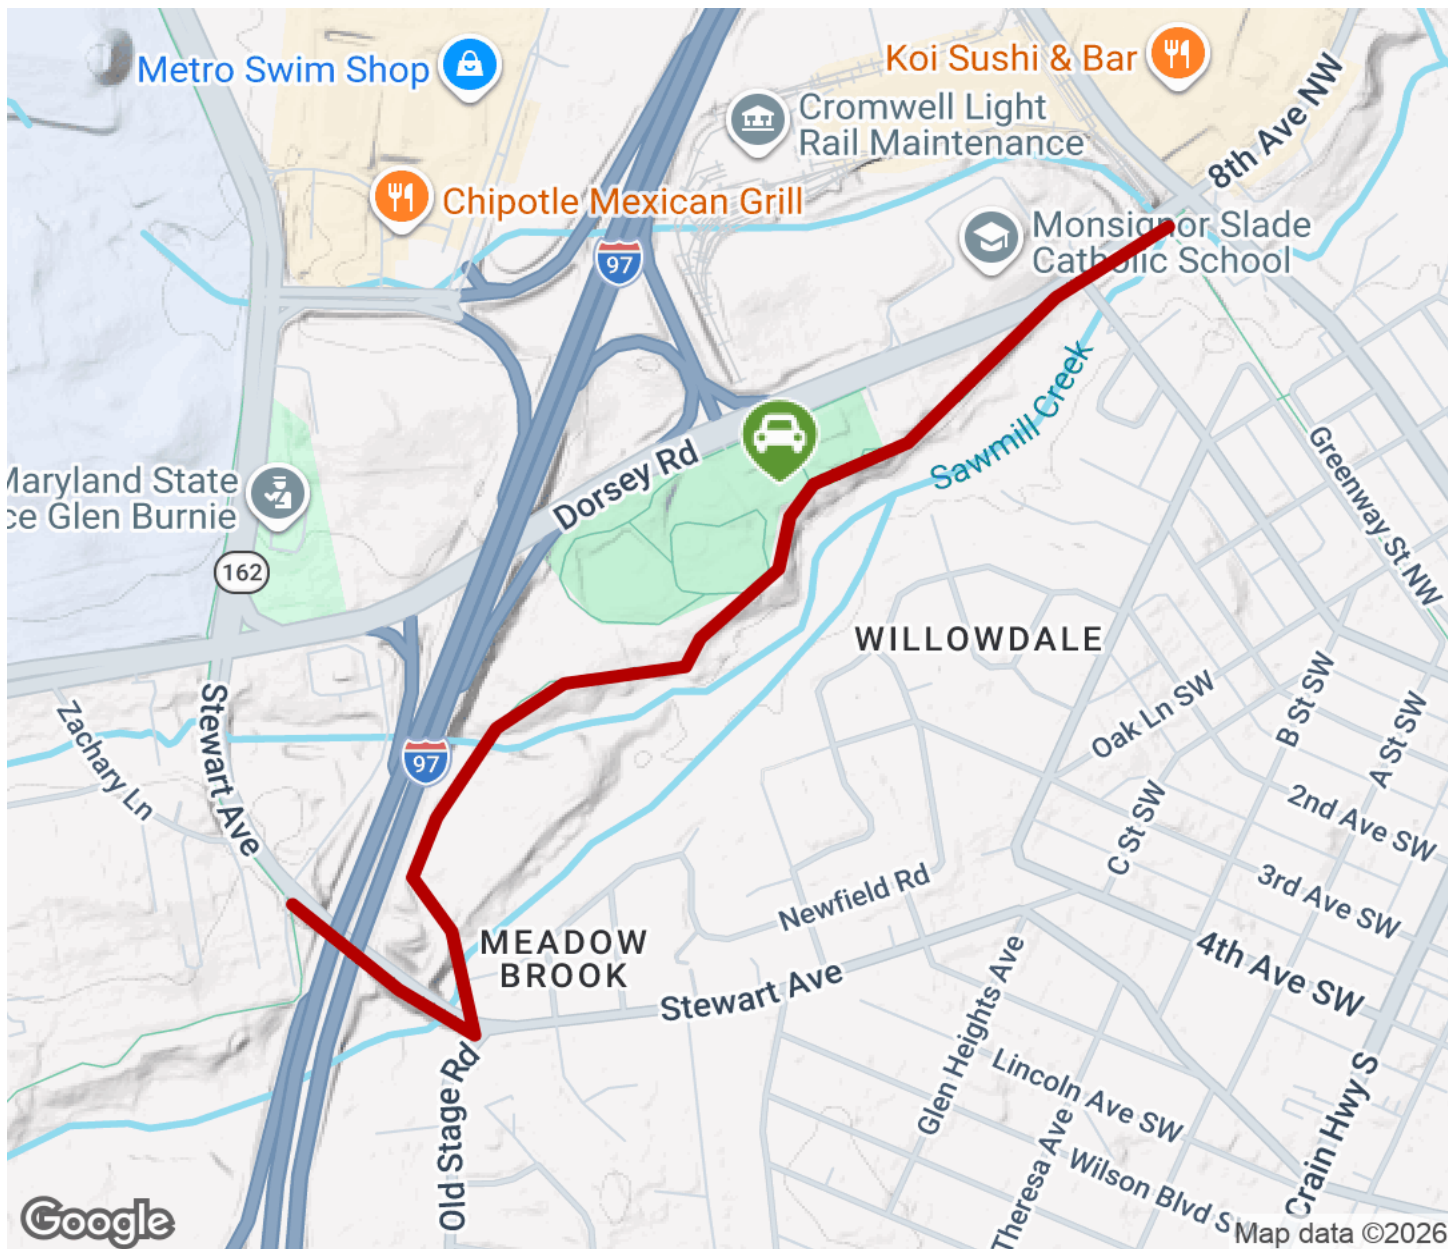 Metro Swim Shop
Koi Sushi & Bar
8th Ave NW
Cromwell Light
Rail Maintenance
Chipotle Mexican Grill
Monsignor Slade
Catholic School
97
Sawmill Creek
Dorsey Rd
Maryland State
ce Glen Burnie
162
Greenway St NW
WILLOWDALE
Stewart Ave
Zachary Ln
97
Oak Ln SW
B St SW
A St SW
C St SW
2nd Ave SW
3rd Ave SW
4th Ave SW
Newfield Rd
MEADOW
BROOK
Stewart Ave
Glen Heights Ave
Old Stage Rd
Lincoln Ave SW
Theresa Ave
Wilson Blvd S
Crain Hwy S
Google
Map data ©2026